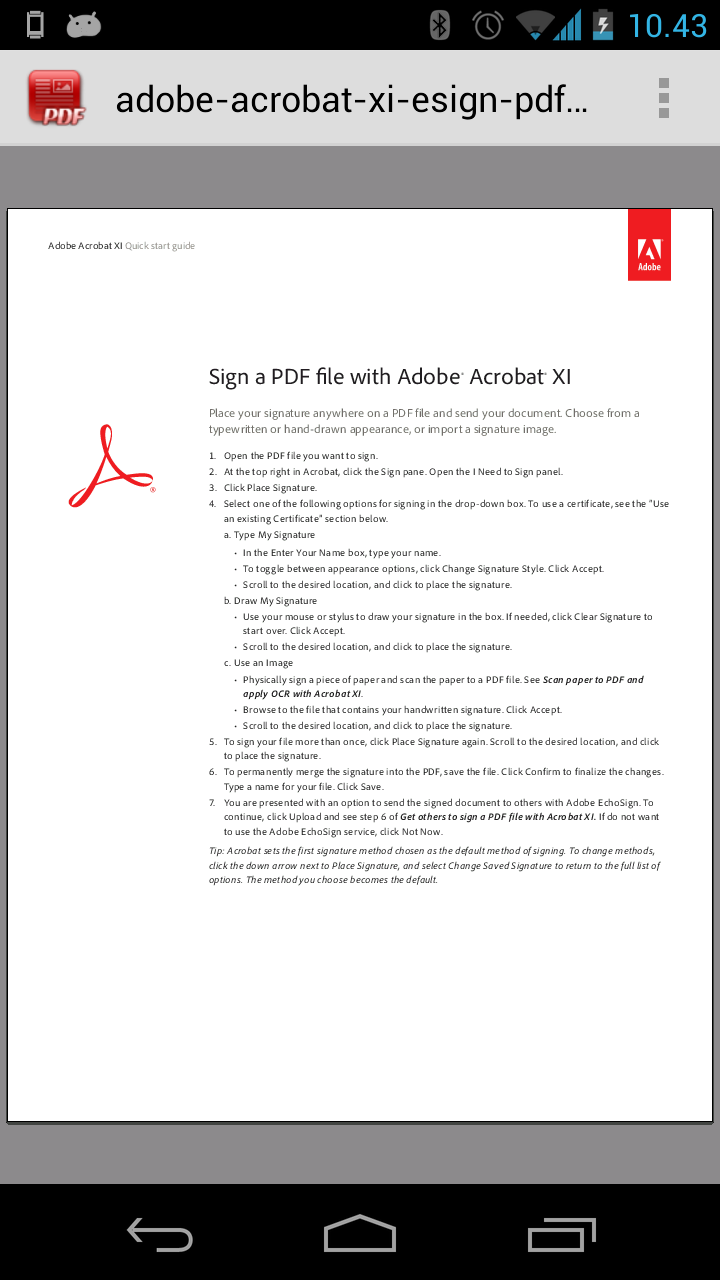 10.43
adobe-acrobat-xi-esign-pdf...
PDF
Adobe Acrobat XI Quick start guide
Adobe
Sign a PDF file with Adobe® Acrobat® XI
Place your signature anywhere on a PDF file and send your document. Choose from a
typewritten or hand-drawn appearance, or import a signature image.
1. Open the PDF file you want to sign.
2. At the top right in Acrobat, click the Sign pane. Open the I Need to Sign panel.
3. Click Place Signature.
4. Select one of the following options for signing in the drop-down box. To use a certificate, see the “Use
an existing Certificate” section below.
a. Type My Signature
• In the Enter Your Name box, type your name.
• To toggle between appearance options, click Change Signature Style. Click Accept.
• Scroll to the desired location, and click to place the signature.
b. Draw My Signature
• Use your mouse or stylus to draw your signature in the box. If needed, click Clear Signature to
start over. Click Accept.
• Scroll to the desired location, and click to place the signature.
c. Use an Image
• Physically sign a piece of paper and scan the paper to a PDF file. See Scan paper to PDF and
apply OCR with Acrobat XI.
• Browse to the file that contains your handwritten signature. Click Accept.
• Scroll to the desired location, and click to place the signature.
5. To sign your file more than once, click Place Signature again. Scroll to the desired location, and click
to place the signature.
6. To permanently merge the signature into the PDF, save the file. Click Confirm to finalize the changes.
Type a name for your file. Click Save.
7. You are presented with an option to send the signed document to others with Adobe EchoSign. To
continue, click Upload and see step 6 of Get others to sign a PDF file with Acrobat XI. If do not want
to use the Adobe EchoSign service, click Not Now.
Tip: Acrobat sets the first signature method chosen as the default method of signing. To change methods,
click the down arrow next to Place Signature, and select Change Saved Signature to return to the full list of
options. The method you choose becomes the default.